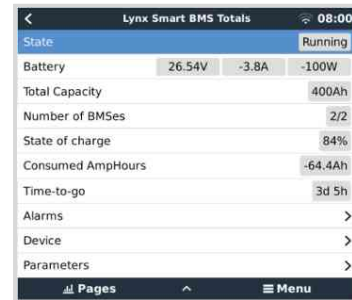 Lynx Smart BMS Totals 08:00
State Running
Battery 26.54V -3.8A -100W
Total Capacity 400Ah
Number of BMSes 2/2
State of charge 84%
Consumed AmpHours -64.4Ah
Time-to-go 3d 5h
Alarms
Device
Parameters
Pages Menu